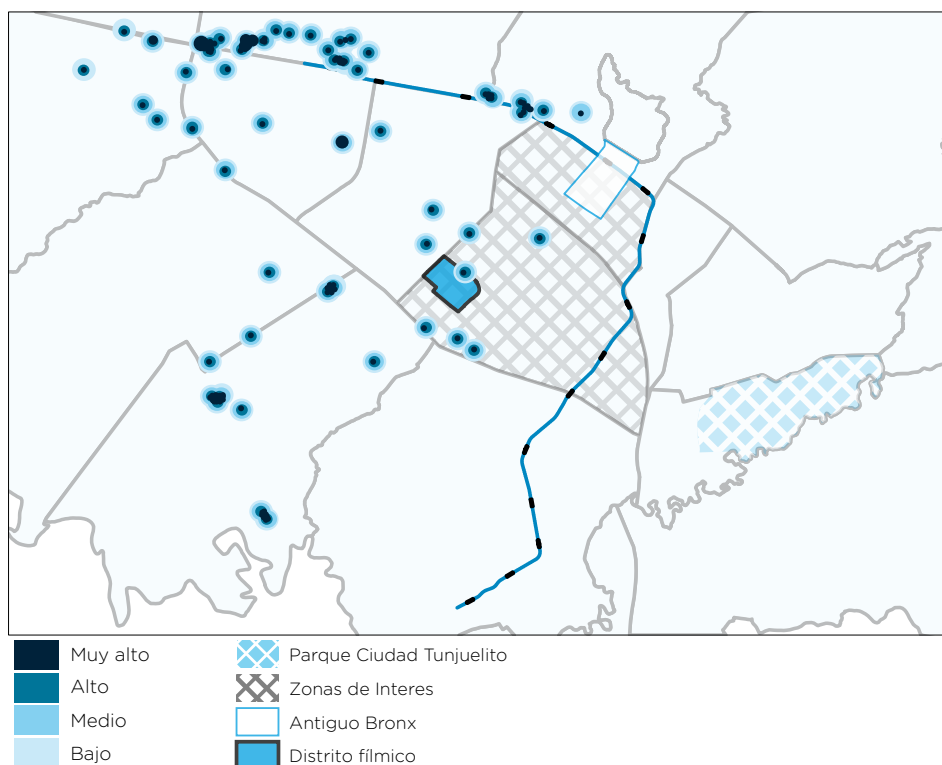 Muy alto
Alto
Medio
Bajo
Parque Ciudad Tunjuelito
Zonas de Interes
Antiguo Bronx
Distrito fílmico